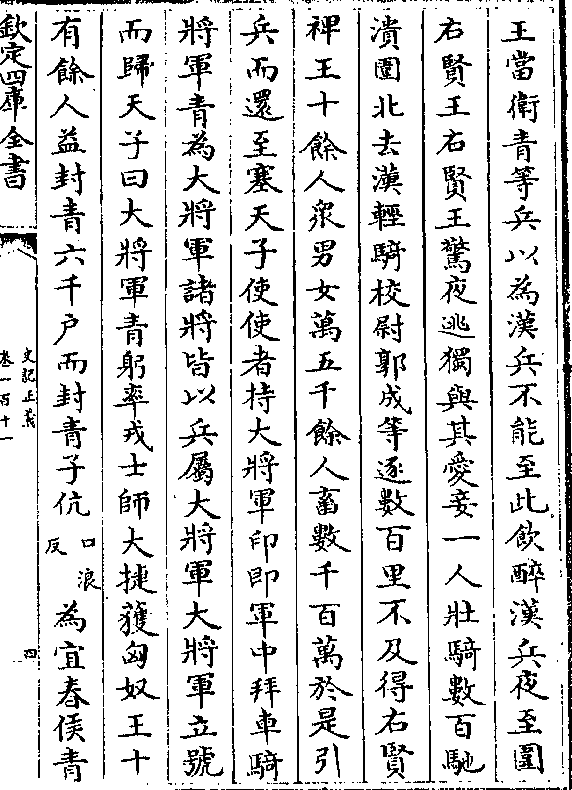 王當衛青等兵以為漢兵不能至此飲醉漢兵夜至圍
右賢王右賢王驚夜逃獨與其愛妾一人壯騎數百馳
潰圍北去漢輕騎校尉郭成等逐數百里不及得右賢
裨王十餘人眾男女萬五千餘人畜數千百萬於是引
兵而還至塞天子使使者持大將軍印即軍中拜車騎
將軍青為大將軍諸將皆以兵屬大將軍大將軍立號
而歸天子曰大將軍青躬率戎士師大捷獲匈奴王十
有餘人益封青六千户而封青子伉口浪反為宜春侯青
欽定四庫全書
史記正義
卷一百十一
四